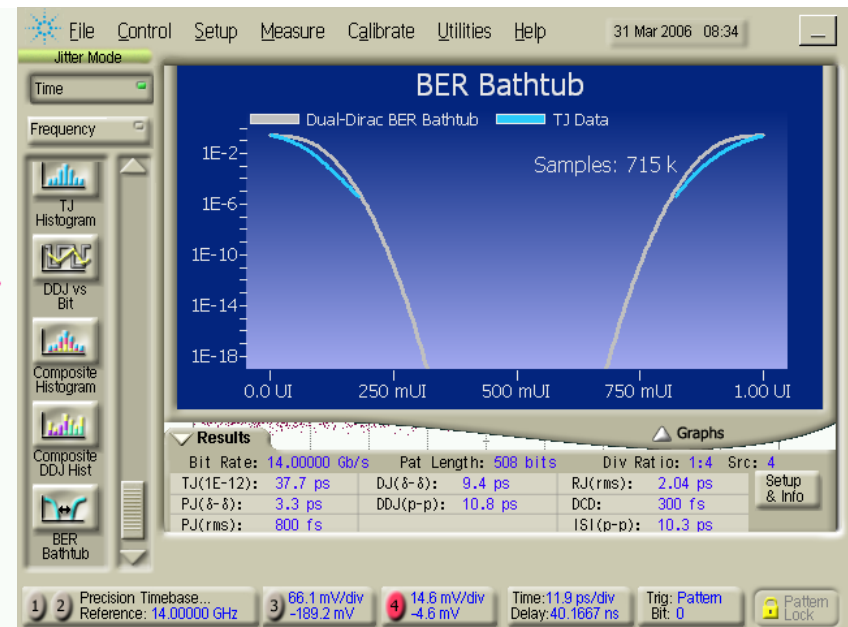 File Control Setup Measure Calibrate Utilities Help 31 Mar 2006 08:34
Jitter Mode
Time
Frequency
TJ
Histogram
DDJ vs
Bit
Composite
Histogram
Composite
DDJ Hist
BER
Bathtub
BER Bathtub
Dual-Dirac BER Bathtub TJ Data
Samples: 715 k
1E-2
1E-6
1E-10
1E-14
1E-18
0.0 UI 250 mUI 500 mUI 750 mUI 1.00 UI
Results Graphs
Bit Rate: 14.00000 Gb/s Pat Length: 508 bits Div Ratio: 1:4 Src: 4
TJ(1E-12): 37.7 ps DJ(δ-δ): 9.4 ps RJ(rms): 2.04 ps
PJ(δ-δ): 3.3 ps DDJ(p-p): 10.8 ps DCD: 300 fs
PJ(rms): 800 fs ISI(p-p): 10.3 ps
Setup
& Info
1 2 Precision Timebase...
Reference: 14.00000 GHz
3 66.1 mV/div
-189.2 mV
4 14.6 mV/div
-4.6 mV
Time:11.9 ps/div
Delay:40.1667 ns
Trig: Pattern
Bit: 0
Pattern
Lock